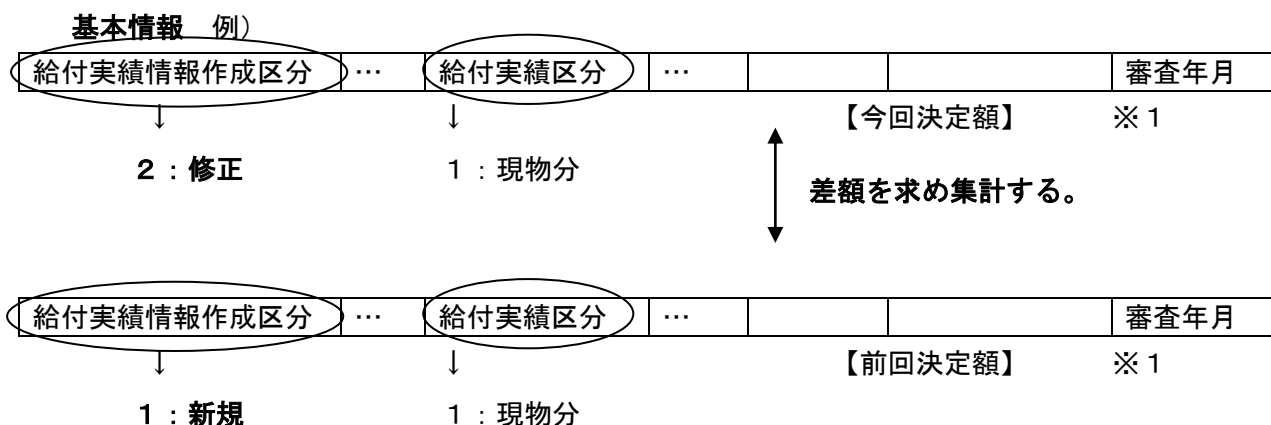 基本情報　例）
給付実績情報作成区分 … 給付実績区分 … 審査年月
↓ ↓ 【今回決定額】 ※１
２：修正 １：現物分
差額を求め集計する。
給付実績情報作成区分 … 給付実績区分 … 審査年月
↓ ↓ 【前回決定額】 ※１
１：新規 １：現物分